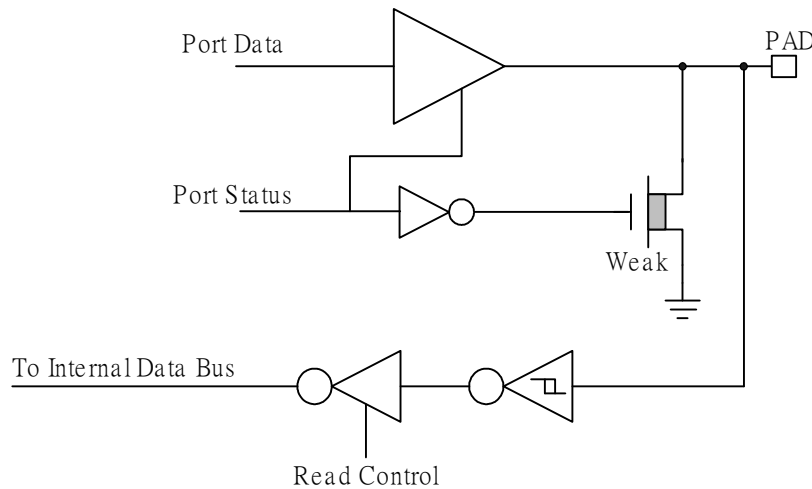 Port Data
PAD
Port Status
Weak
To Internal Data Bus
Read Control